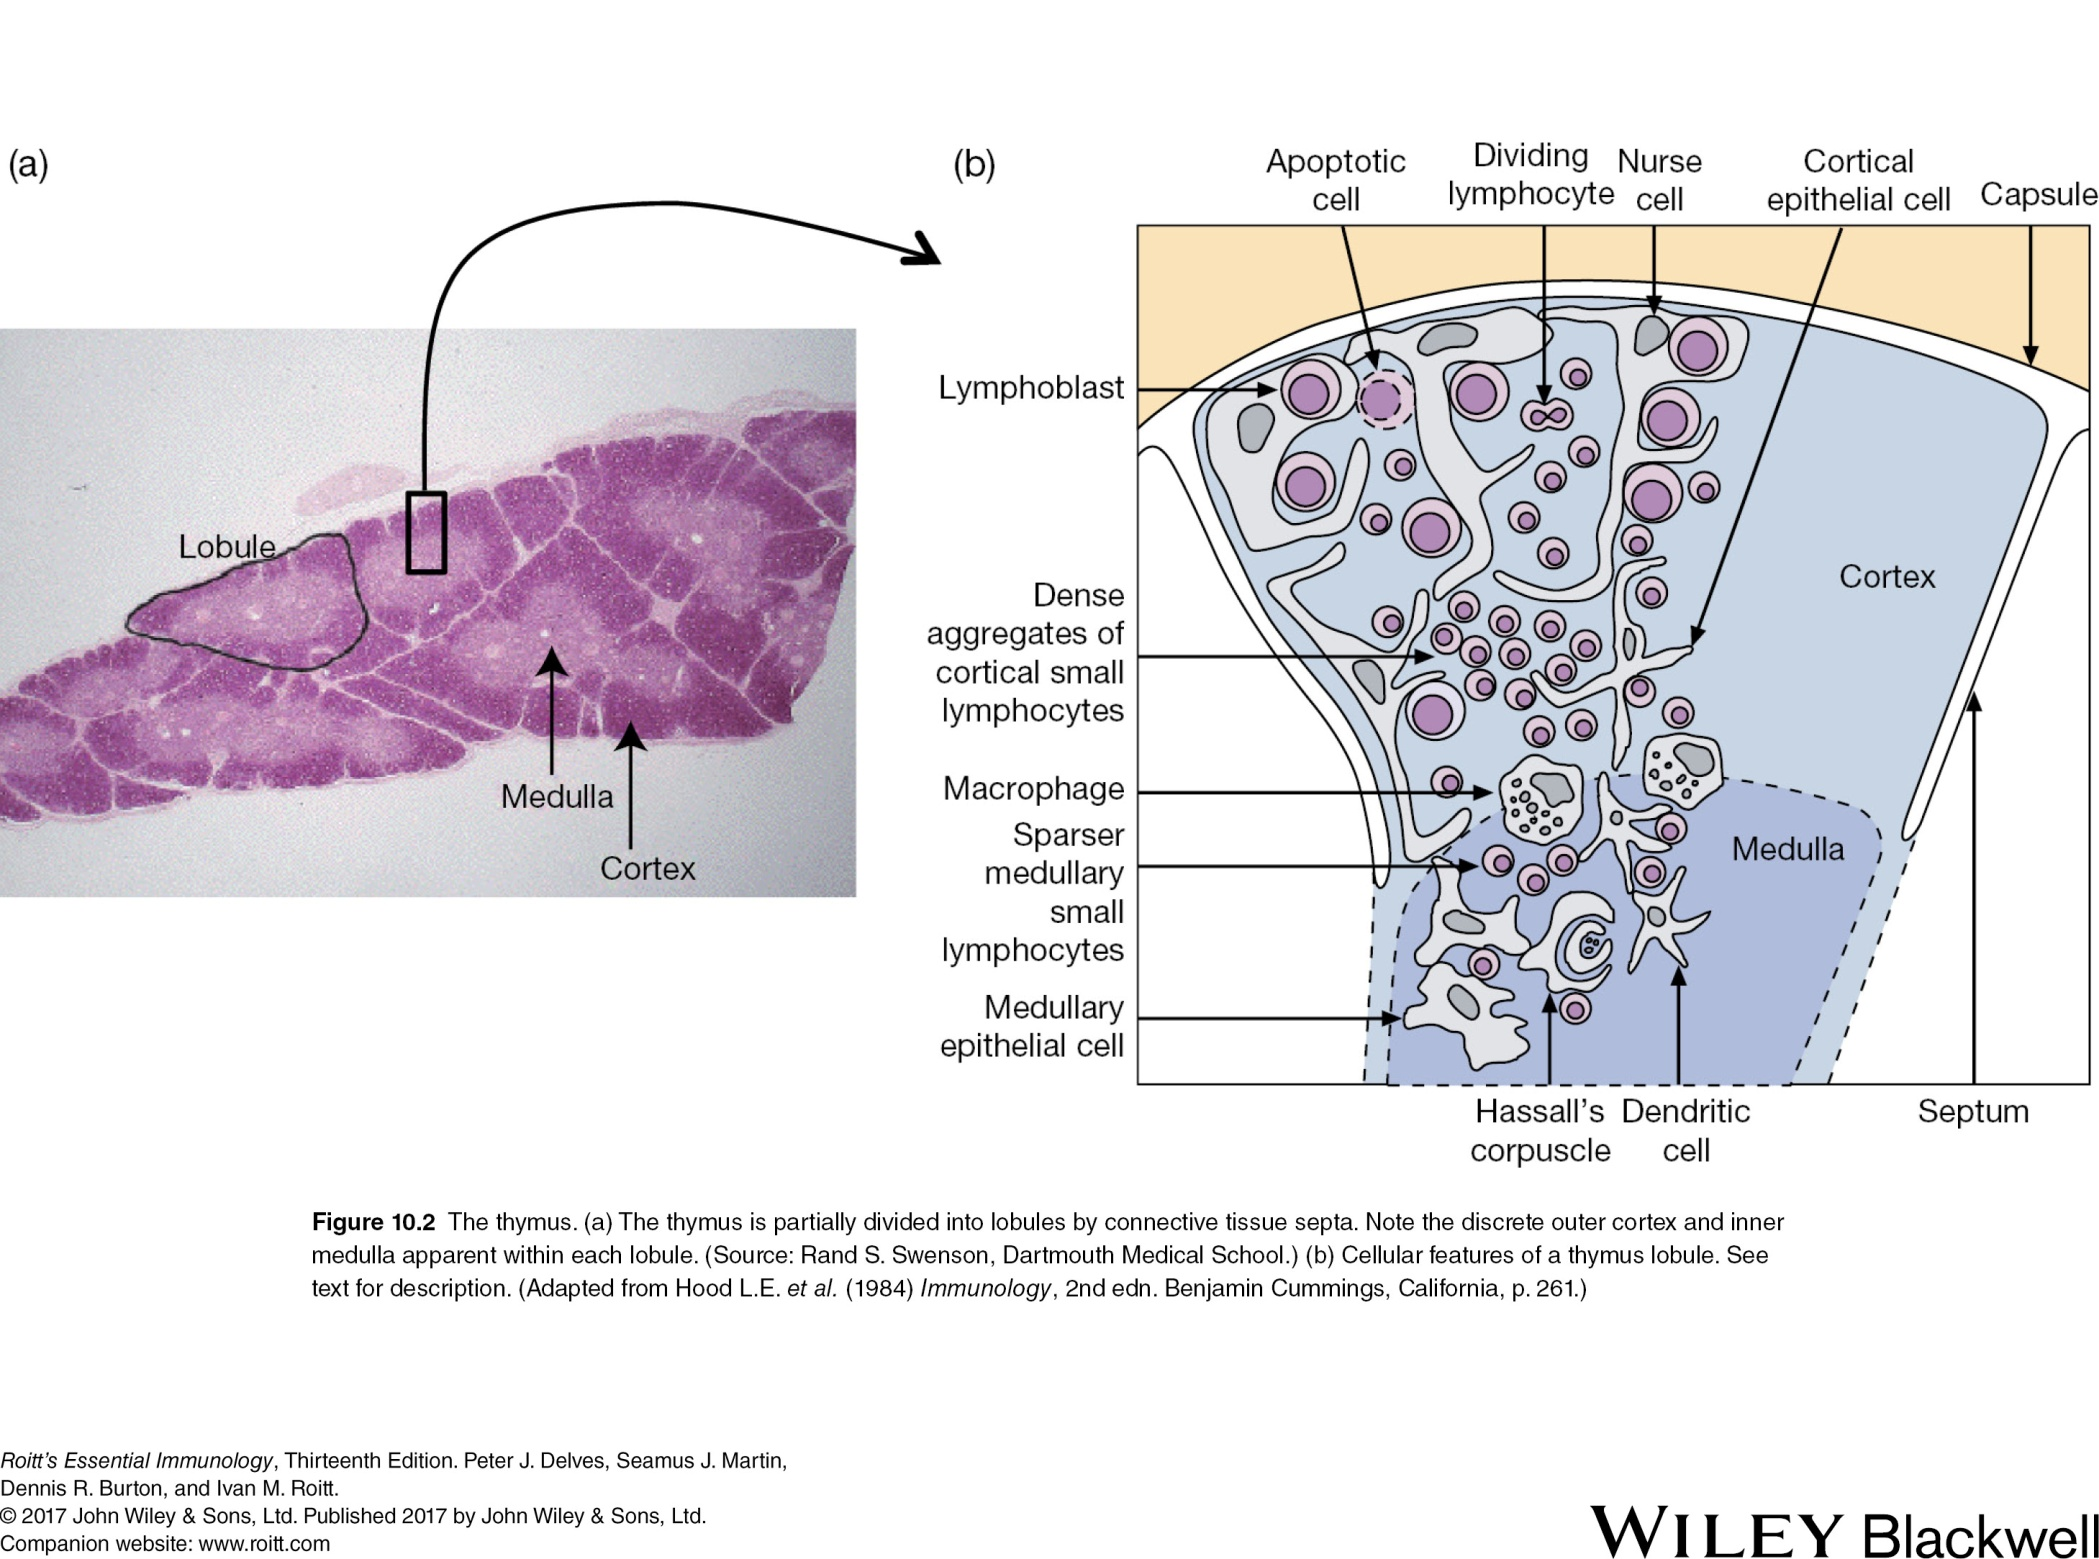 (a)
Lobule
Medulla
Cortex
(b)
Apoptotic
cell
Dividing
lymphocyte
Nurse
cell
Cortical
epithelial cell
Capsule
Lymphoblast
Dense
aggregates of
cortical small
lymphocytes
Macrophage
Sparser
medullary
small
lymphocytes
Medullary
epithelial cell
Cortex
Medulla
Hassall’s
corpuscle
Dendritic
cell
Septum
Figure 10.2 The thymus. (a) The thymus is partially divided into lobules by connective tissue septa. Note the discrete outer cortex and inner
medulla apparent within each lobule. (Source: Rand S. Swenson, Dartmouth Medical School.) (b) Cellular features of a thymus lobule. See
text for description. (Adapted from Hood L.E. et al. (1984) Immunology, 2nd edn. Benjamin Cummings, California, p. 261.)
Roitt’s Essential Immunology, Thirteenth Edition. Peter J. Delves, Seamus J. Martin,
Dennis R. Burton, and Ivan M. Roitt.
© 2017 John Wiley & Sons, Ltd. Published 2017 by John Wiley & Sons, Ltd.
Companion website: www.roitt.com
WILEY Blackwell